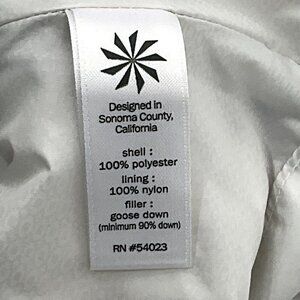 Designed in
Sonoma County,
California
shell :
100% polyester
lining :
100% nylon
filler :
goose down
(minimum 90% down)
RN #54023